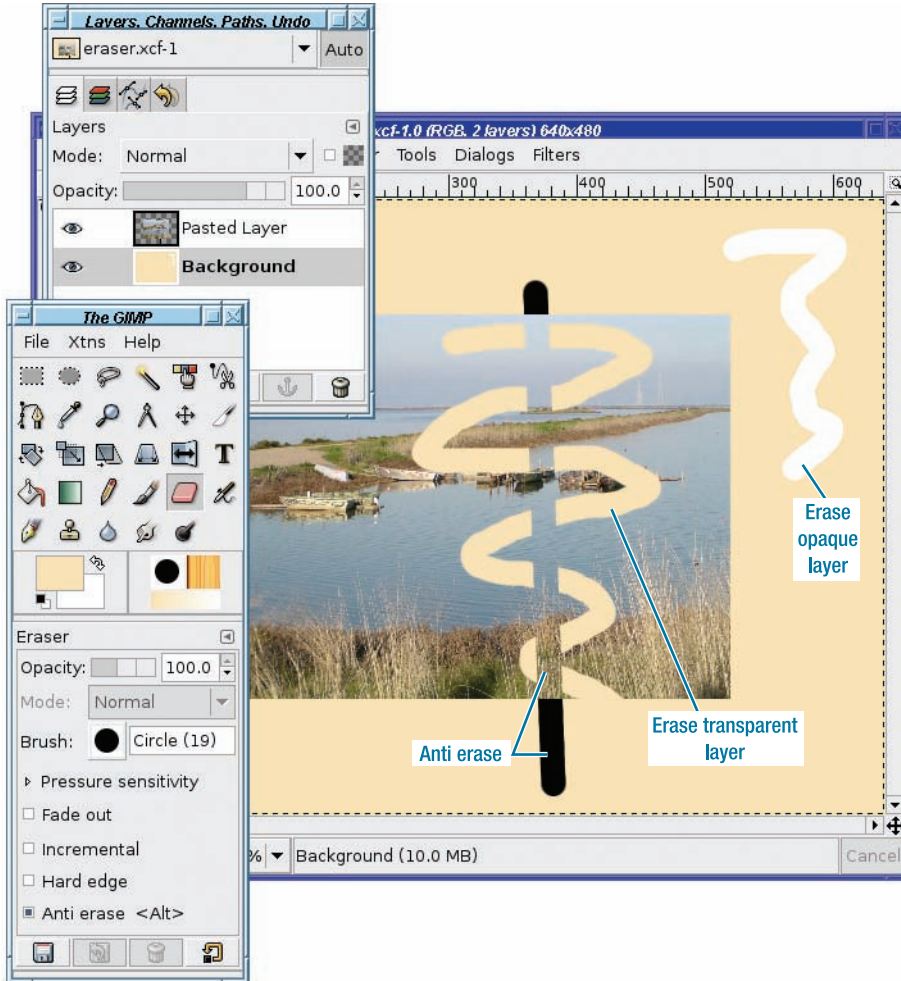 Layers, Channels, Paths, Undo
eraser.xcf-1
Auto
Layers
Mode: Normal
Opacity: 100.0
Pasted Layer
Background
xcf-1.0 (RGB, 2 layers) 640x480
Tools Dialogs Filters
300 400 500 600
The GIMP
File Xtns Help
Eraser
Opacity: 100.0
Mode: Normal
Brush: Circle (19)
Pressure sensitivity
Fade out
Incremental
Hard edge
Anti erase <Alt>
Erase
opaque
layer
Erase transparent
layer
Anti erase
% Background (10.0 MB)
Cancel